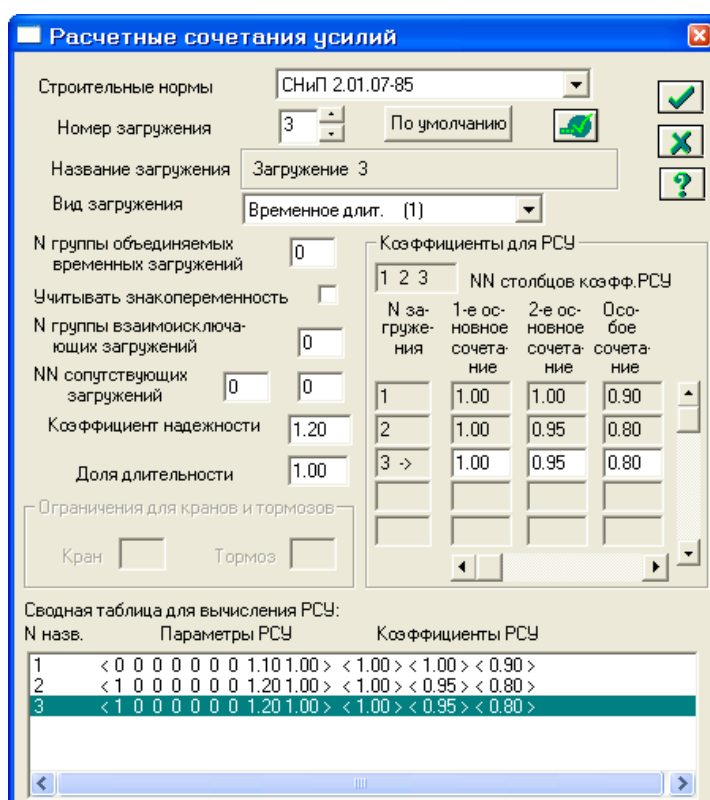 Расчетные сочетания усилий
Строительные нормы СНиП 2.01.07-85
Номер загружения 3 По умолчанию
Название загружения Загружение 3
Вид загружения Временное длит. (1)
N группы объединяемых
временных загружений 0
Учитывать знакопеременность
N группы взаимоисключа-
ющих загружений 0
NN сопутствующих
загружений 0 0
Коэффициент надежности 1.20
Доля длительности 1.00
Ограничения для кранов и тормозов
Кран Тормоз
Коэффициенты для РСУ
1 2 3 NN столбцов коэфф.РСУ
N за- 1-е ос- 2-е ос- Осо-
груже- новное новное бое
ния сочета- сочета- сочета-
ние ние ние
1 1.00 1.00 0.90
2 1.00 0.95 0.80
3 -> 1.00 0.95 0.80
Сводная таблица для вычисления РСУ:
N назв. Параметры РСУ Коэффициенты РСУ
1 < 0 0 0 0 0 0 0 1.10 1.00 > < 1.00 > < 1.00 > < 0.90 >
2 < 1 0 0 0 0 0 0 1.20 1.00 > < 1.00 > < 0.95 > < 0.80 >
3 < 1 0 0 0 0 0 0 1.20 1.00 > < 1.00 > < 0.95 > < 0.80 >